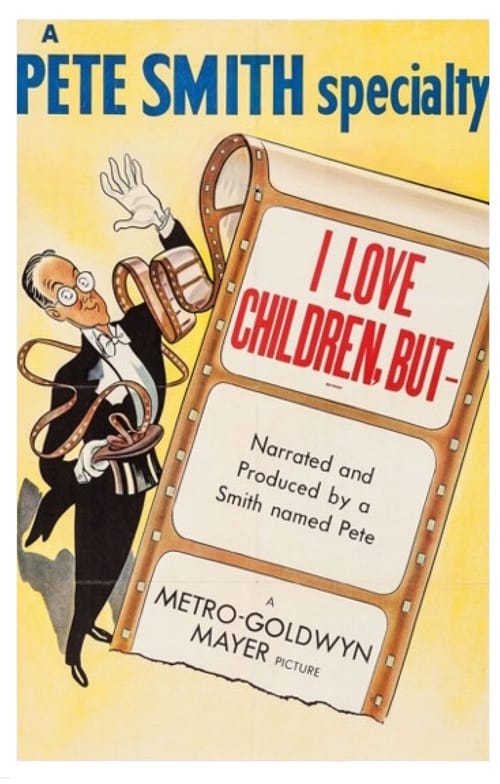 A
PETE SMITH specialty
I LOVE
CHILDREN, BUT-
Narrated and
Produced by a
Smith named Pete
A
METRO-GOLDWYN
MAYER PICTURE